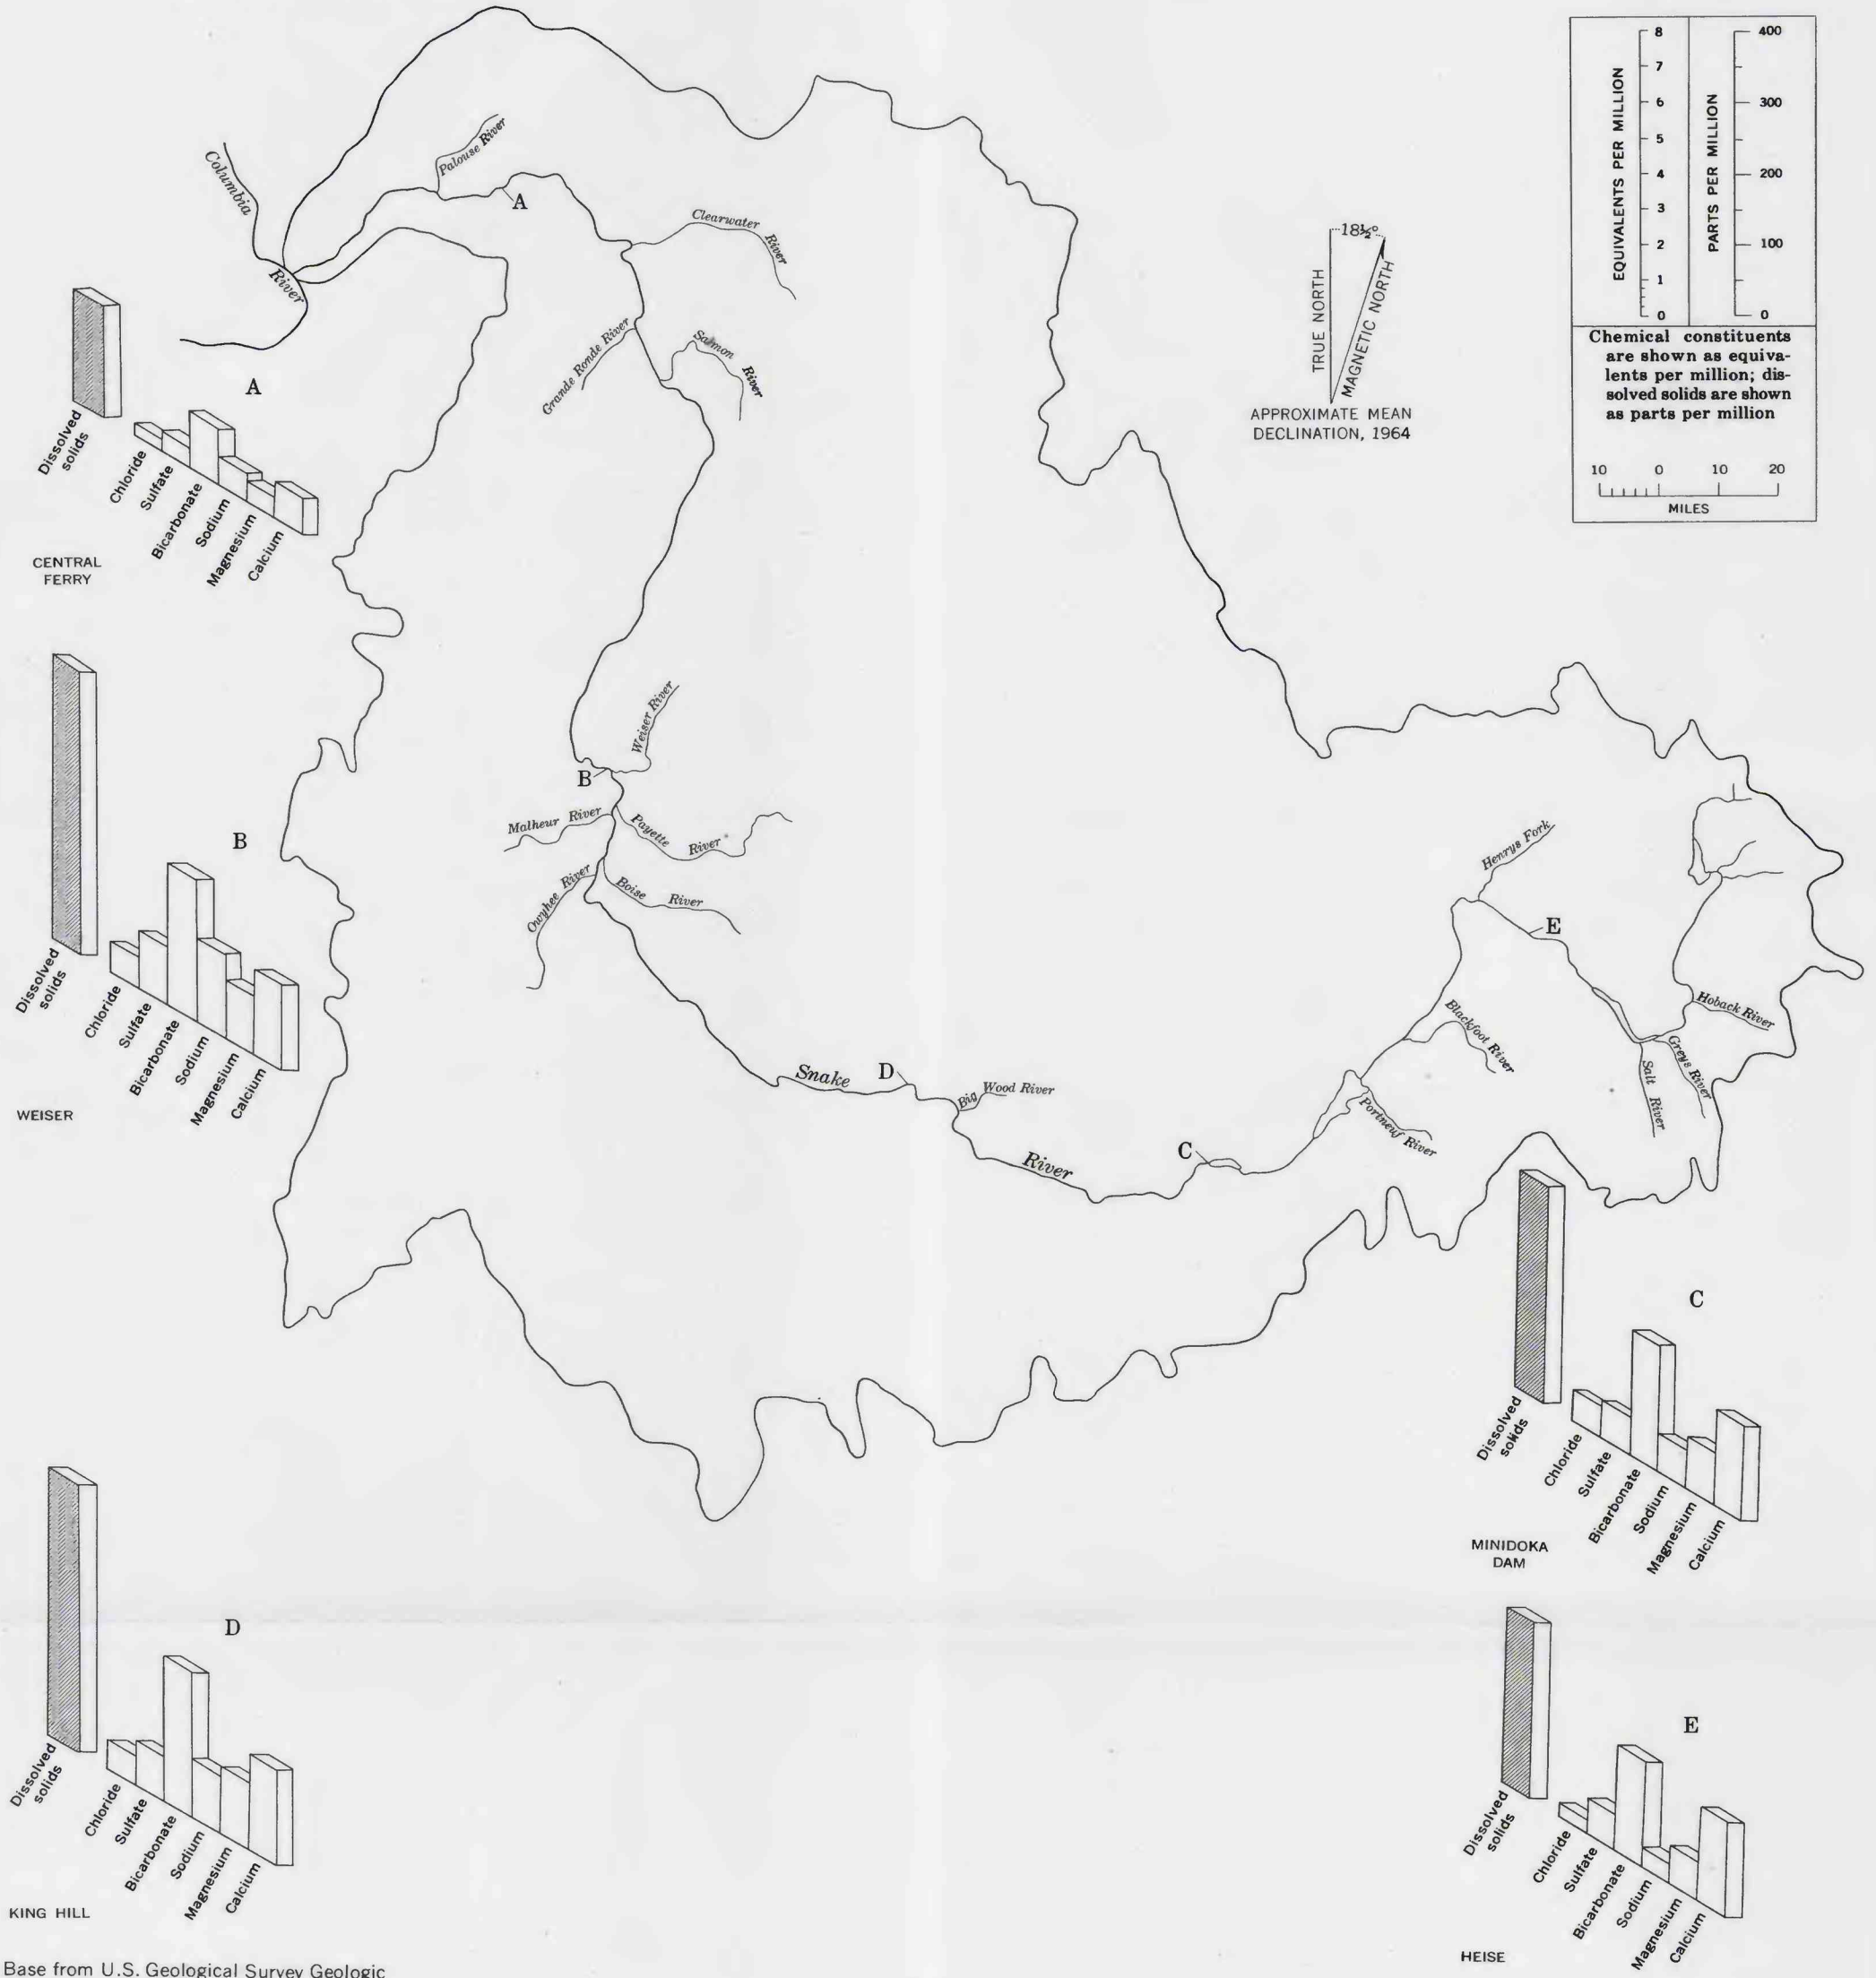 Columbia
River
Palouse River
A
Clearwater
River
Grande Ronde River
Salmon
River
Weiser River
B
Malheur River
Payette
River
Owyhee River
Boise River
Snake
D
Big Wood River
River
C
Portneuf River
Blackfoot River
Henrys Fork
E
Hoback River
Greys River
Salt River
18½°
TRUE NORTH
MAGNETIC NORTH
APPROXIMATE MEAN
DECLINATION, 1964
EQUIVALENTS PER MILLION
8
7
6
5
4
3
2
1
0
PARTS PER MILLION
400
300
200
100
0
Chemical constituents
are shown as equiva-
lents per million; dis-
solved solids are shown
as parts per million
10 0 10 20
MILES
A
Dissolved
solids
Chloride
Sulfate
Bicarbonate
Sodium
Magnesium
Calcium
CENTRAL
FERRY
B
Dissolved
solids
Chloride
Sulfate
Bicarbonate
Sodium
Magnesium
Calcium
WEISER
C
Dissolved
solids
Chloride
Sulfate
Bicarbonate
Sodium
Magnesium
Calcium
MINIDOKA
DAM
D
Dissolved
solids
Chloride
Sulfate
Bicarbonate
Sodium
Magnesium
Calcium
KING HILL
E
Dissolved
solids
Chloride
Sulfate
Bicarbonate
Sodium
Magnesium
Calcium
HEISE
Base from U.S. Geological Survey Geologic